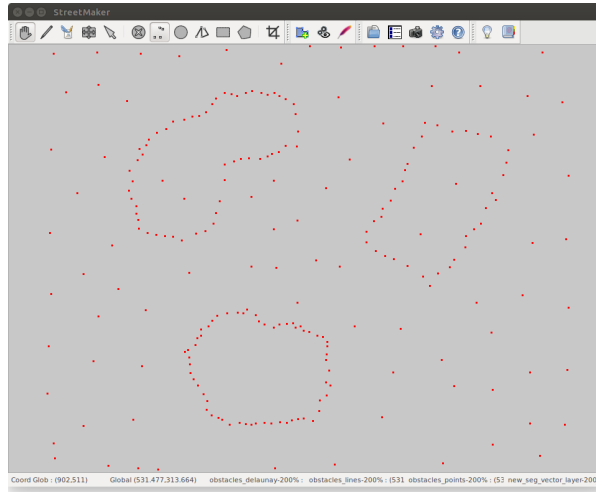 StreetMaker
Coord Glob : (902,511) Global (531.477,313.664) obstacles_delaunay-200% : obstacles_lines-200% : (531 obstacles_points-200% : (53 new_seg_vector_layer-200